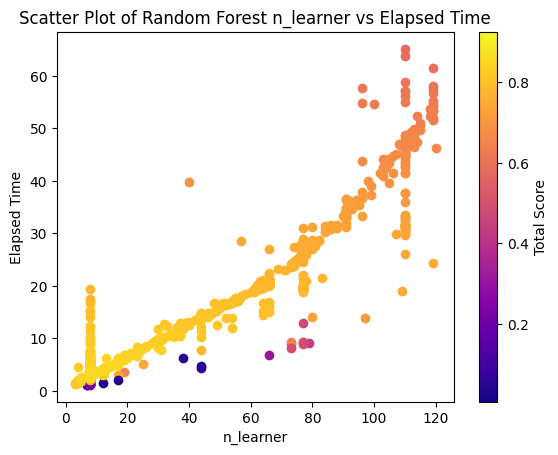 Scatter Plot of Random Forest n_learner vs Elapsed Time
Elapsed Time
60
50
40
30
20
10
0
0 20 40 60 80 100 120
n_learner
0.8
0.6
0.4
0.2
Total Score